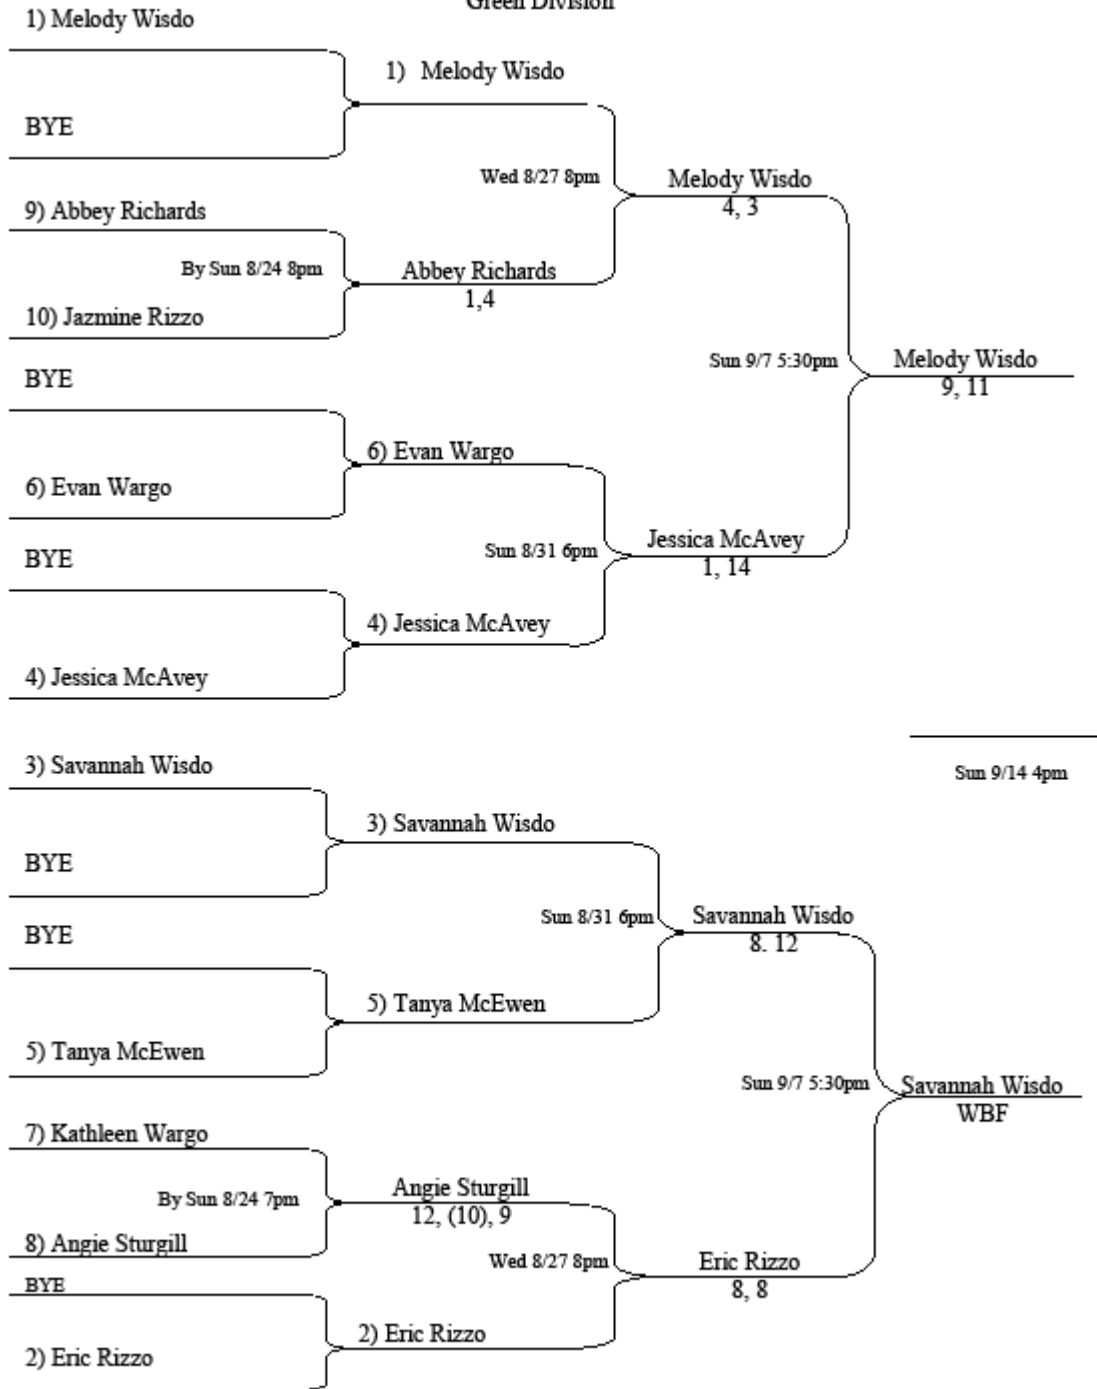 Green Division
1) Melody Wisdo
1) Melody Wisdo
BYE
Wed 8/27 8pm
Melody Wisdo
4, 3
9) Abbey Richards
By Sun 8/24 8pm
Abbey Richards
1,4
10) Jazmine Rizzo
Sun 9/7 5:30pm
Melody Wisdo
9, 11
BYE
6) Evan Wargo
6) Evan Wargo
Sun 8/31 6pm
Jessica McAvey
1, 14
BYE
4) Jessica McAvey
4) Jessica McAvey
Sun 9/14 4pm
3) Savannah Wisdo
3) Savannah Wisdo
BYE
Sun 8/31 6pm
Savannah Wisdo
8. 12
BYE
5) Tanya McEwen
5) Tanya McEwen
Sun 9/7 5:30pm
Savannah Wisdo
WBF
7) Kathleen Wargo
By Sun 8/24 7pm
Angie Sturgill
12, (10), 9
8) Angie Sturgill
Wed 8/27 8pm
Eric Rizzo
8, 8
BYE
2) Eric Rizzo
2) Eric Rizzo